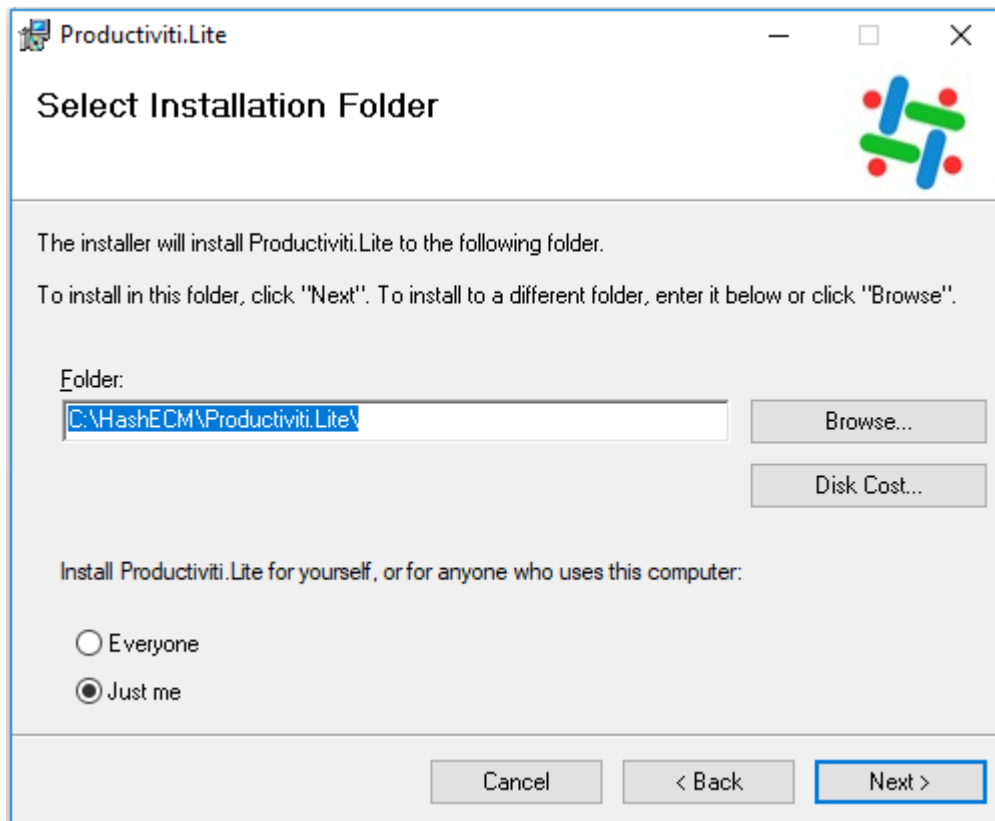 Productiviti.Lite
Select Installation Folder
The installer will install Productiviti.Lite to the following folder.
To install in this folder, click "Next". To install to a different folder, enter it below or click "Browse".
Folder:
C:\HashECM\Productiviti.Lite\
Browse...
Disk Cost...
Install Productiviti.Lite for yourself, or for anyone who uses this computer:
Everyone
Just me
Cancel
< Back
Next >